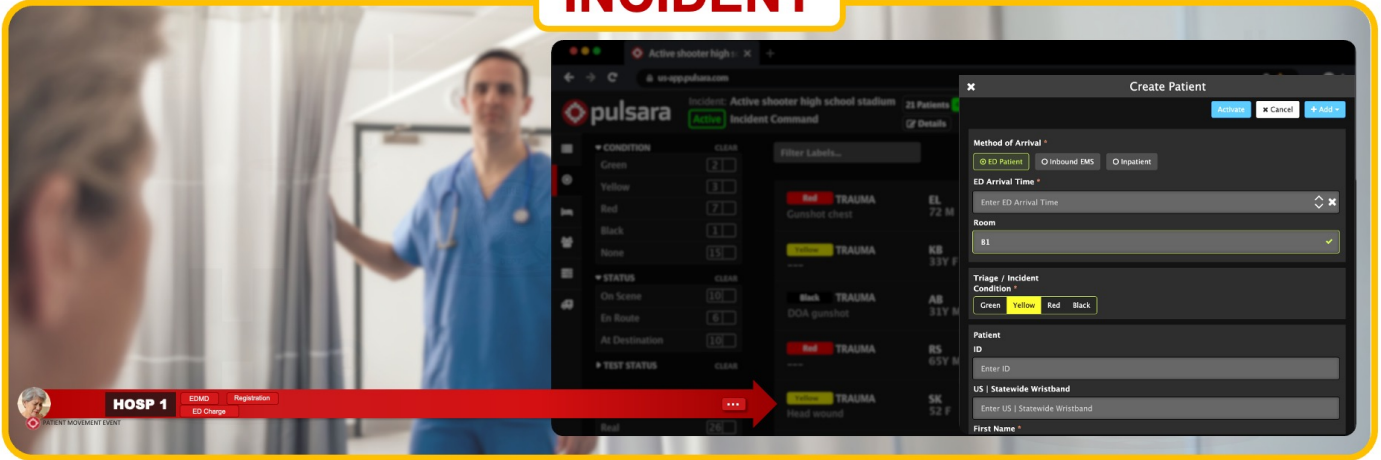 INCIDENT
Active shooter high s
us-app.pulsara.com
pulsara
Incident: Active shooter high school stadium
Active Incident Command
21 Patients
Details
CONDITION CLEAR
Green 2
Yellow 3
Red 7
Black 1
None 15
STATUS CLEAR
On Scene 10
En Route 6
At Destination 10
TEST STATUS CLEAR
Real 26
Filter Labels...
Red TRAUMA EL
Gunshot chest 72 M
Yellow TRAUMA KB
--- 33Y F
Black TRAUMA AB
DOA gunshot 31Y M
Red TRAUMA RS
--- 65Y M
Yellow TRAUMA SK
Head wound 52 F
Create Patient
Activate Cancel + Add
Method of Arrival *
ED Patient Inbound EMS Inpatient
ED Arrival Time *
Enter ED Arrival Time
Room
B1
Triage / Incident
Condition *
Green Yellow Red Black
Patient
ID
Enter ID
US | Statewide Wristband
Enter US | Statewide Wristband
First Name *
HOSP 1
EDMD Registration
ED Charge
...
PATIENT MOVEMENT EVENT